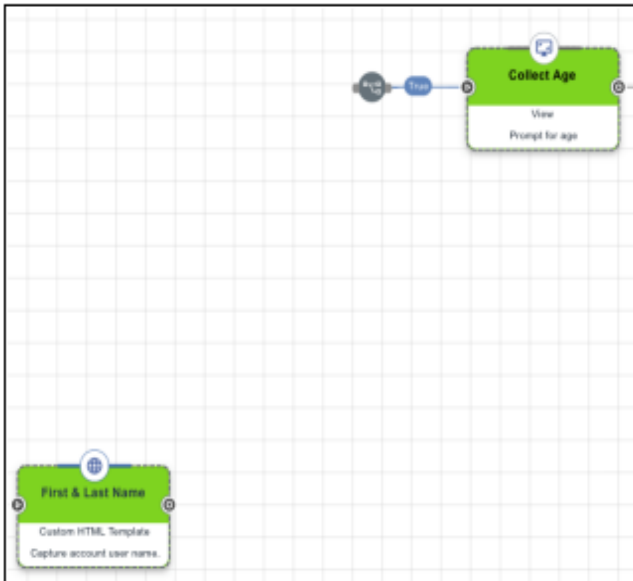 Collect Age
True
View
Prompt for age
First & Last Name
Custom HTML Template
Capture account user name.